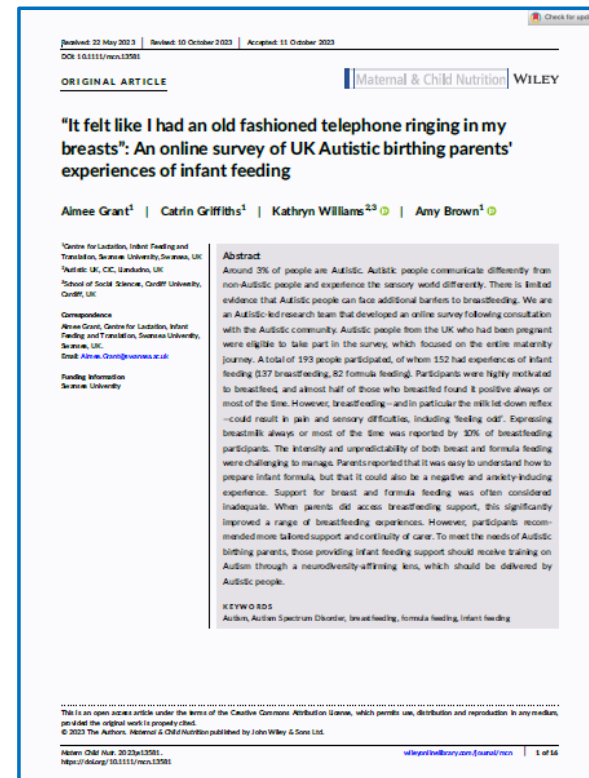 Check for upd
Received: 22 May 2023 | Revised: 10 October 2023 | Accepted: 11 October 2023
DOI: 10.1111/mcn.13581
ORIGINAL ARTICLE
Maternal & Child Nutrition WILEY
“It felt like I had an old fashioned telephone ringing in my
breasts”: An online survey of UK Autistic birthing parents'
experiences of infant feeding
Aimee Grant1 | Catrin Griffiths1 | Kathryn Williams2,3 | Amy Brown1
1Centre for Lactation, Infant Feeding and
Translation, Swansea University, Swansea, UK
2Autistic UK, CIC, Llandudno, UK
3School of Social Sciences, Cardiff University,
Cardiff, UK
Correspondence
Aimee Grant, Centre for Lactation, Infant
Feeding and Translation, Swansea University,
Swansea, UK.
Email: Aimee.Grant@swansea.ac.uk
Funding information
Swansea University
Abstract
Around 3% of people are Autistic. Autistic people communicate differently from
non-Autistic people and experience the sensory world differently. There is limited
evidence that Autistic people can face additional barriers to breastfeeding. We are
an Autistic-led research team that developed an online survey following consultation
with the Autistic community. Autistic people from the UK who had been pregnant
were eligible to take part in the survey, which focused on the entire maternity
journey. A total of 193 people participated, of whom 152 had experiences of infant
feeding (137 breastfeeding, 82 formula feeding). Participants were highly motivated
to breastfeed, and almost half of those who breastfed found it positive always or
most of the time. However, breastfeeding—and in particular the milk let-down reflex
—could result in pain and sensory difficulties, including 'feeling odd'. Expressing
breastmilk always or most of the time was reported by 10% of breastfeeding
participants. The intensity and unpredictability of both breast and formula feeding
were challenging to manage. Parents reported that it was easy to understand how to
prepare infant formula, but that it could also be a negative and anxiety-inducing
experience. Support for breast and formula feeding was often considered
inadequate. When parents did access breastfeeding support, this significantly
improved a range of breastfeeding experiences. However, participants recom-
mended more tailored support and continuity of carer. To meet the needs of Autistic
birthing parents, those providing infant feeding support should receive training on
Autism through a neurodiversity-affirming lens, which should be delivered by
Autistic people.
KEYWORDS
Autism, Autism Spectrum Disorder, breastfeeding, formula feeding, infant feeding
This is an open access article under the terms of the Creative Commons Attribution License, which permits use, distribution and reproduction in any medium,
provided the original work is properly cited.
© 2023 The Authors. Maternal & Child Nutrition published by John Wiley & Sons Ltd.
Matern Child Nutr. 2023;e13581.
https://doi.org/10.1111/mcn.13581
wileyonlinelibrary.com/journal/mcn | 1 of 16